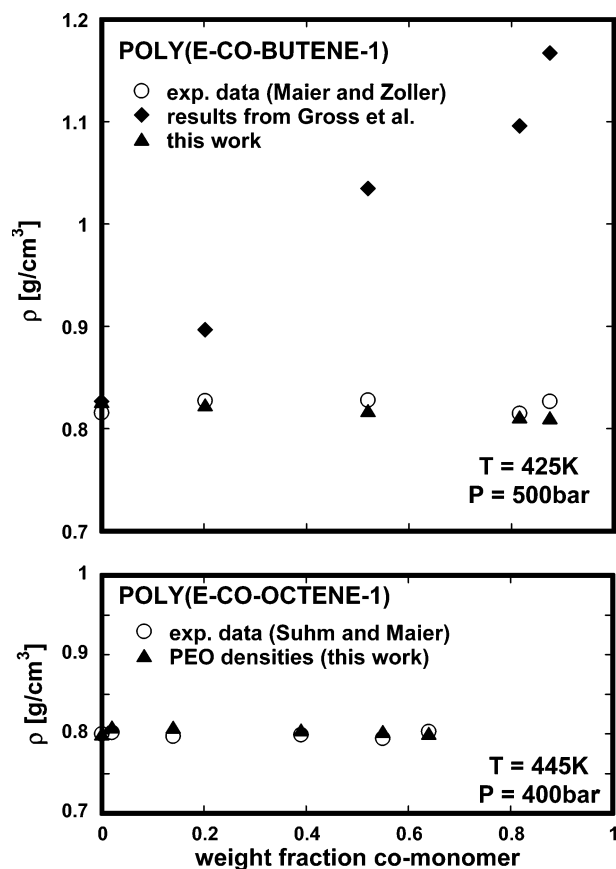 1.2
POLY(E-CO-BUTENE-1)
exp. data (Maier and Zoller)
results from Gross et al.
this work
1.1
1
ρ [g/cm³]
0.9
0.8
T = 425K
P = 500bar
0.7
1
POLY(E-CO-OCTENE-1)
exp. data (Suhm and Maier)
PEO densities (this work)
0.9
ρ [g/cm³]
0.8
T = 445K
P = 400bar
0.7
0 0.2 0.4 0.6 0.8 1
weight fraction co-monomer